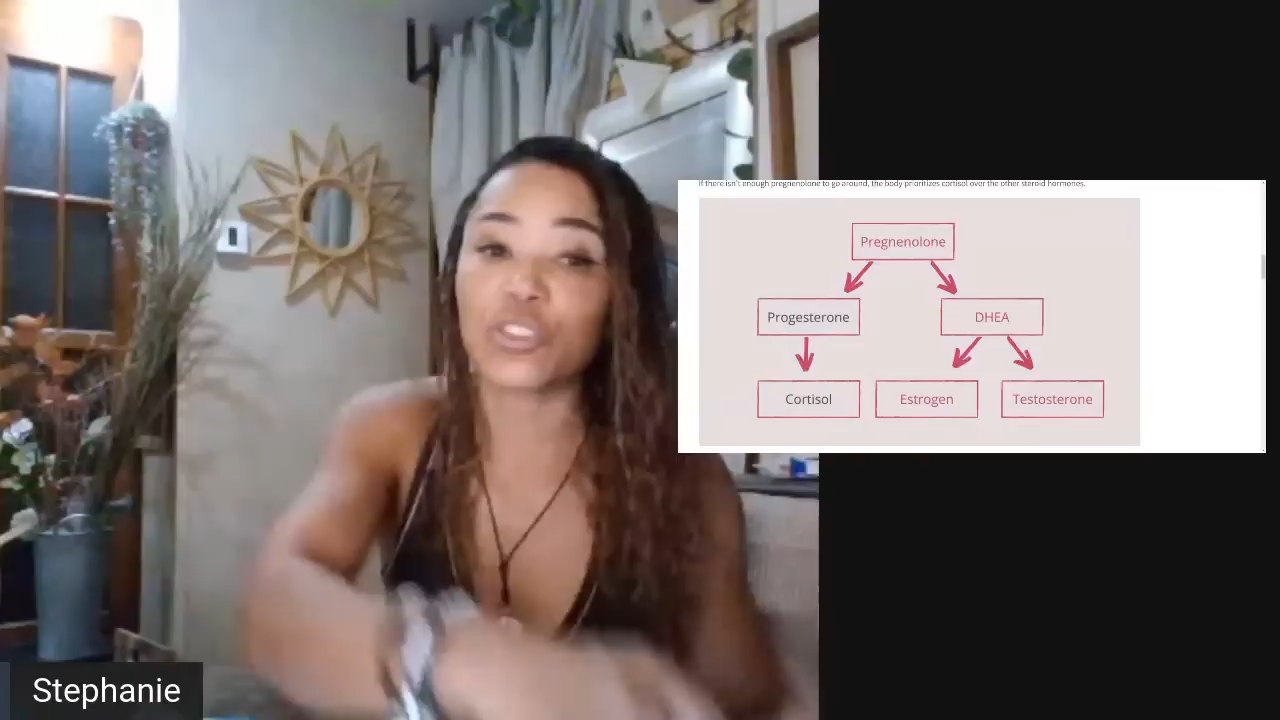 If there isn't enough pregnenolone to go around, the body prioritizes cortisol over the other steroid hormones.
Pregnenolone
Progesterone
DHEA
Cortisol
Estrogen
Testosterone
Stephanie